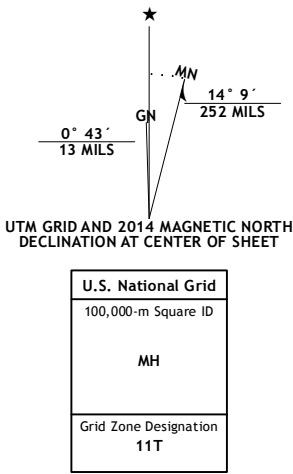 MN
14° 9´
252 MILS
GN
0° 43´
13 MILS
UTM GRID AND 2014 MAGNETIC NORTH
DECLINATION AT CENTER OF SHEET
U.S. National Grid
100,000-m Square ID
MH
Grid Zone Designation
11T